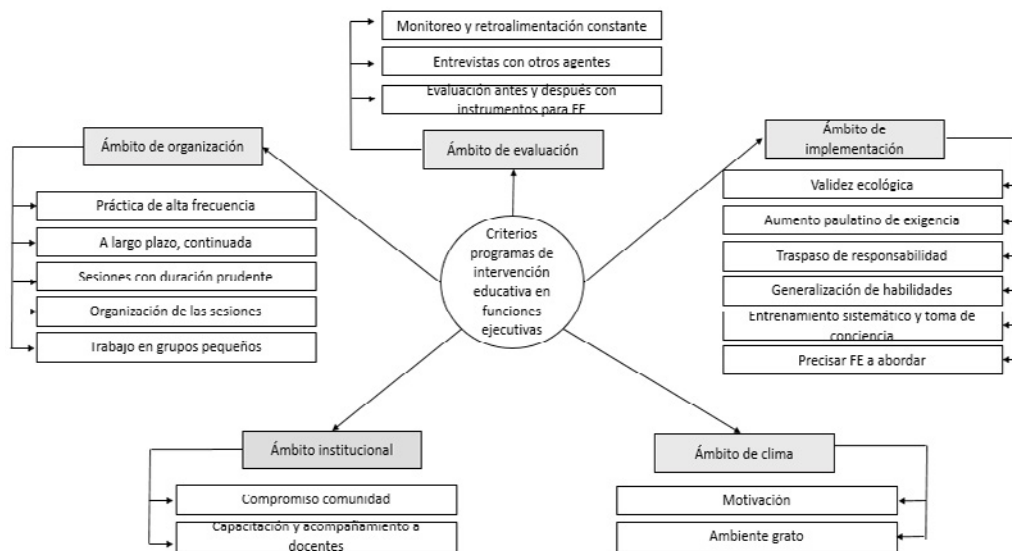 Monitoreo y retroalimentación constante
Entrevistas con otros agentes
Evaluación antes y después con
instrumentos para FE
Ámbito de evaluación
Ámbito de organización
Práctica de alta frecuencia
A largo plazo, continuada
Sesiones con duración prudente
Organización de las sesiones
Trabajo en grupos pequeños
Criterios
programas de
intervención
educativa en
funciones
ejecutivas
Ámbito de
implementación
Validez ecológica
Aumento paulatino de exigencia
Traspaso de responsabilidad
Generalización de habilidades
Entrenamiento sistemático y toma de
conciencia
Precisar FE a abordar
Ámbito institucional
Compromiso comunidad
Capacitación y acompañamiento a
docentes
Ámbito de clima
Motivación
Ambiente grato